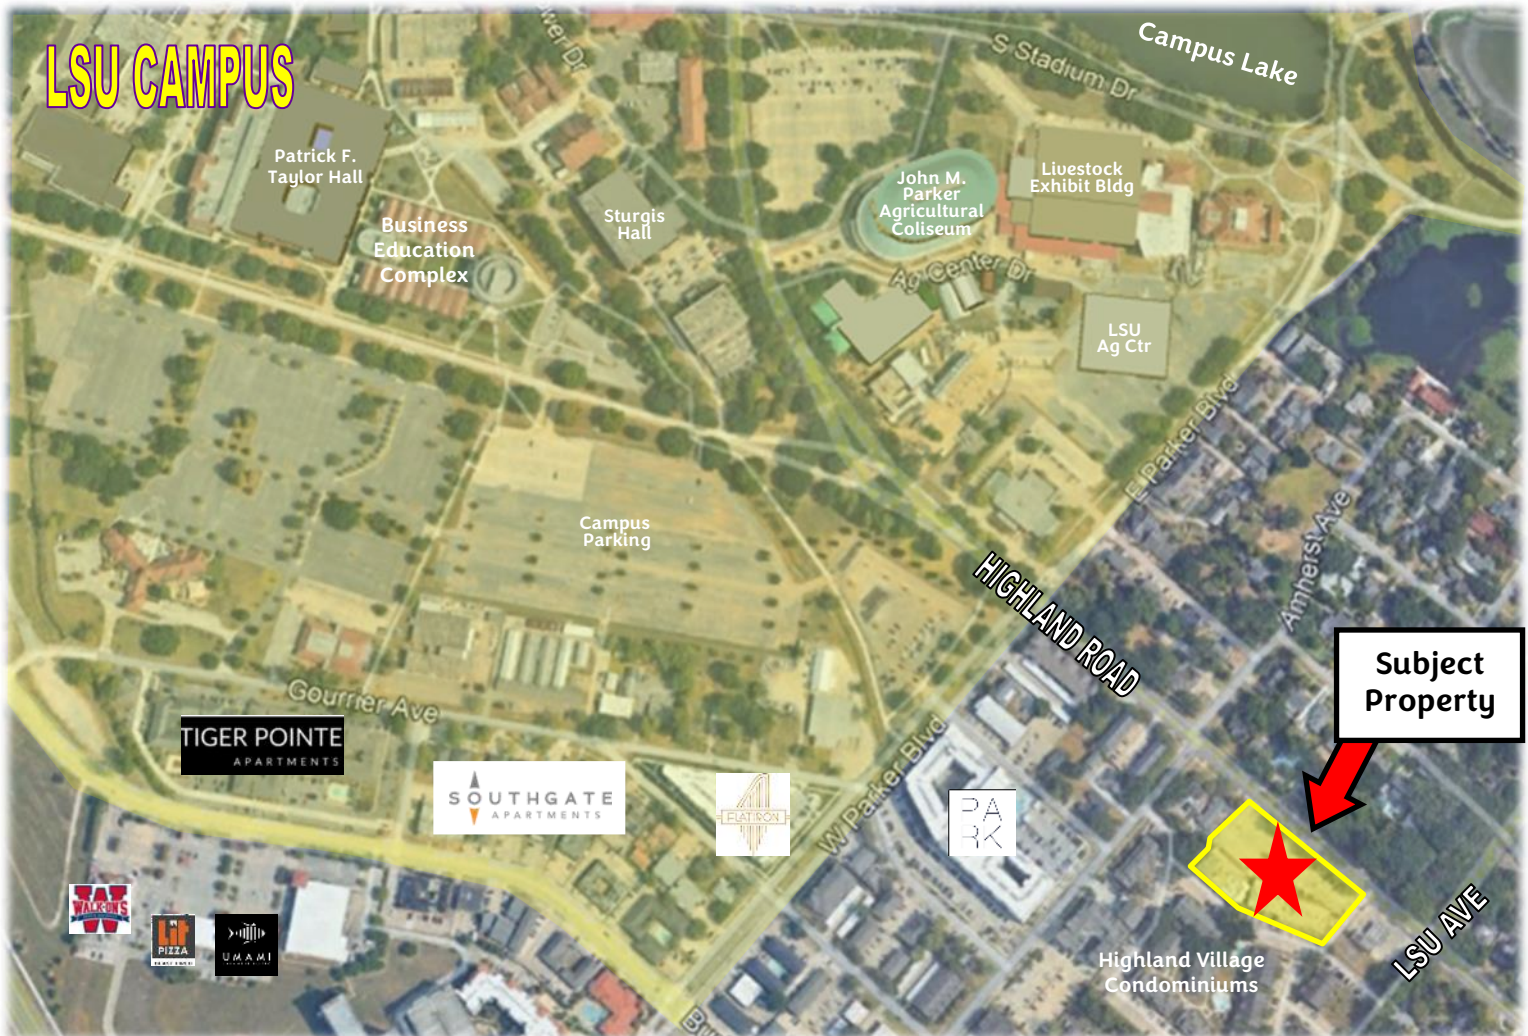 LSU CAMPUS
Campus Lake
S Stadium Dr
Patrick F.
Taylor Hall
Business
Education
Complex
Sturgis
Hall
John M.
Parker
Agricultural
Coliseum
Livestock
Exhibit Bldg
Ag Center Dr
LSU
Ag Ctr
E Parker Blvd
Amherst Ave
Campus
Parking
HIGHLAND ROAD
Subject
Property
Gourrier Ave
TIGER POINTE
APARTMENTS
SOUTHGATE
APARTMENTS
4
FLATIRON
W Parker Blvd
PA
RK
WALK-ON'S
Lit
PIZZA
UMAMI
Highland Village
Condominiums
LSU AVE